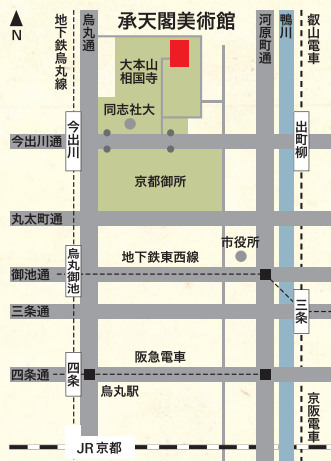 承天閣美術館
N
地下鉄烏丸線
烏丸通
河原町通
鴨川
叡山電車
大本山
相国寺
同志社大
今出川
出町柳
今出川通
京都御所
丸太町通
市役所
烏丸御池
地下鉄東西線
御池通
三条
三条通
阪急電車
四条
四条通
烏丸駅
京阪電車
JR京都